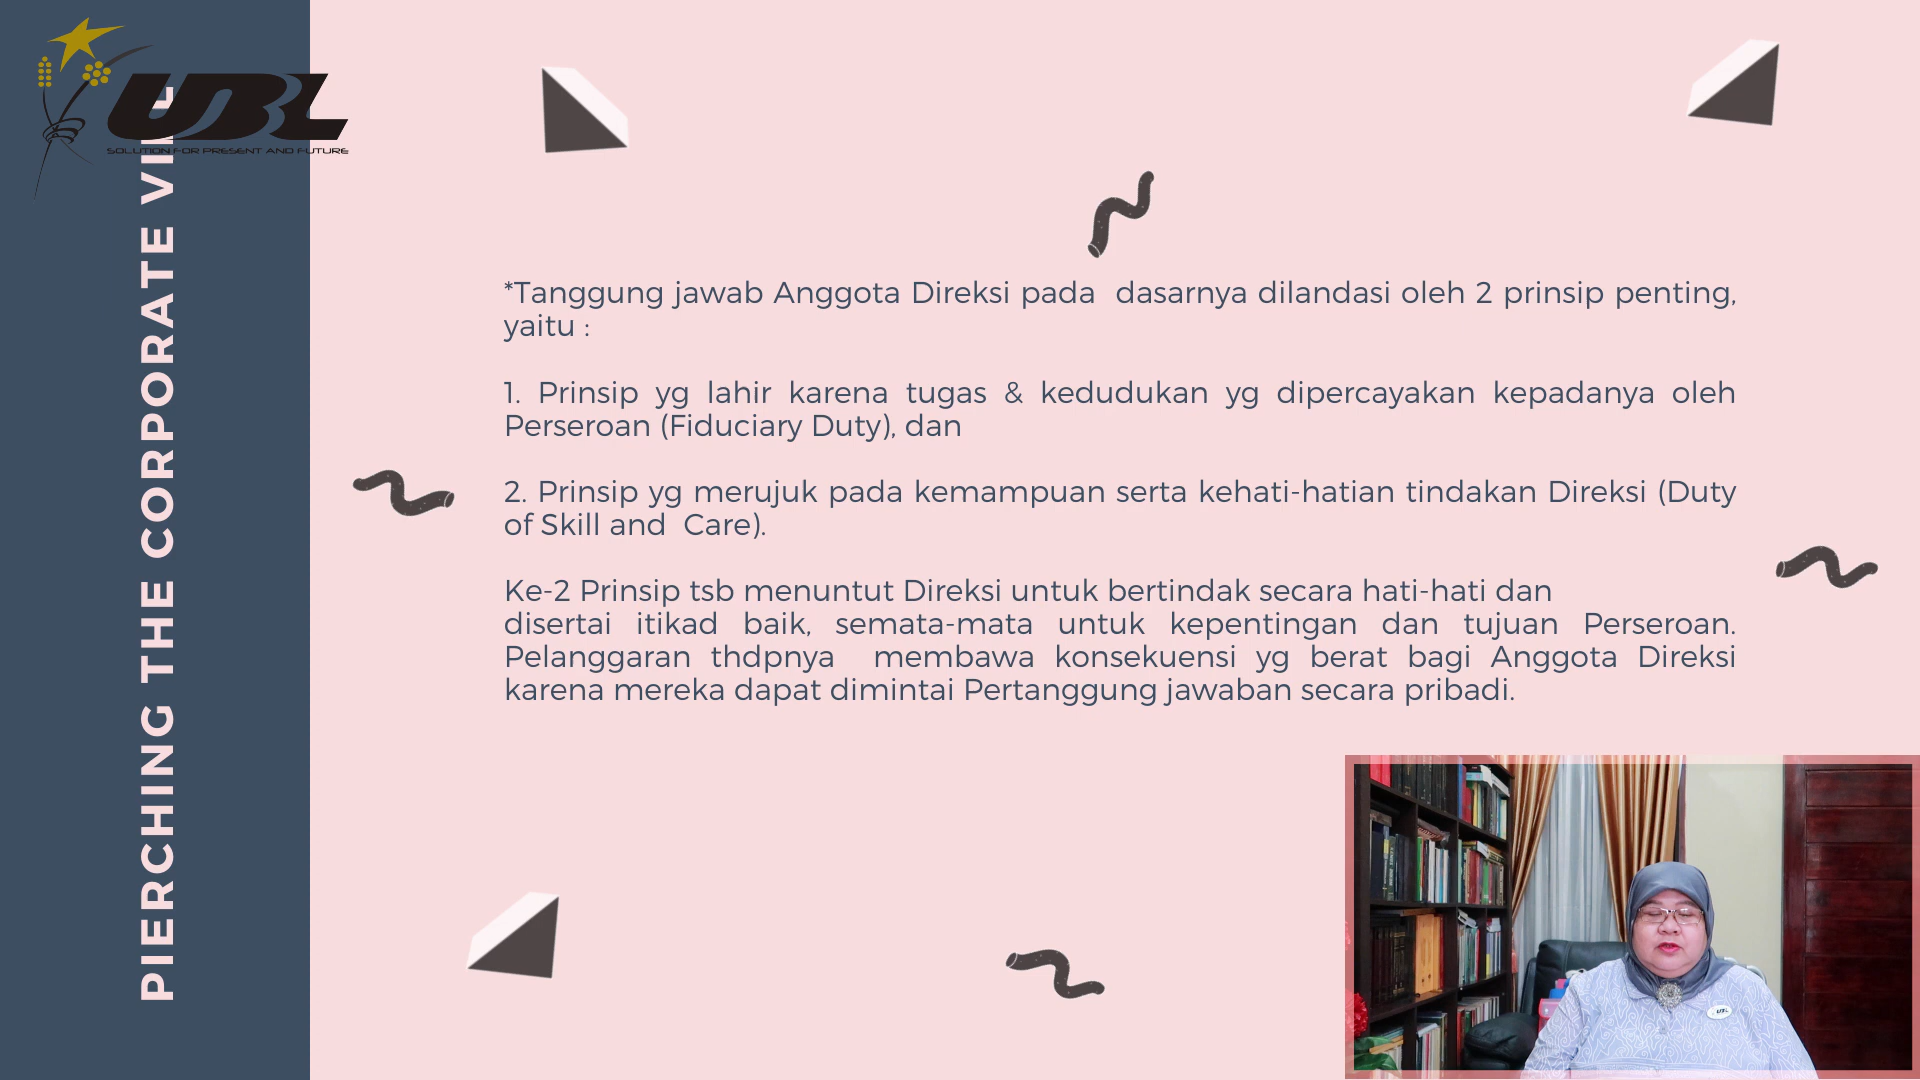 UBL
SOLUTION FOR PRESENT AND FUTURE
PIERCHING THE CORPORATE VIIL
*Tanggung jawab Anggota Direksi pada dasarnya dilandasi oleh 2 prinsip penting,
yaitu :
1. Prinsip yg lahir karena tugas & kedudukan yg dipercayakan kepadanya oleh
Perseroan (Fiduciary Duty), dan
2. Prinsip yg merujuk pada kemampuan serta kehati-hatian tindakan Direksi (Duty
of Skill and Care).
Ke-2 Prinsip tsb menuntut Direksi untuk bertindak secara hati-hati dan
disertai itikad baik, semata-mata untuk kepentingan dan tujuan Perseroan.
Pelanggaran thdpnya membawa konsekuensi yg berat bagi Anggota Direksi
karena mereka dapat dimintai Pertanggung jawaban secara pribadi.
UBL